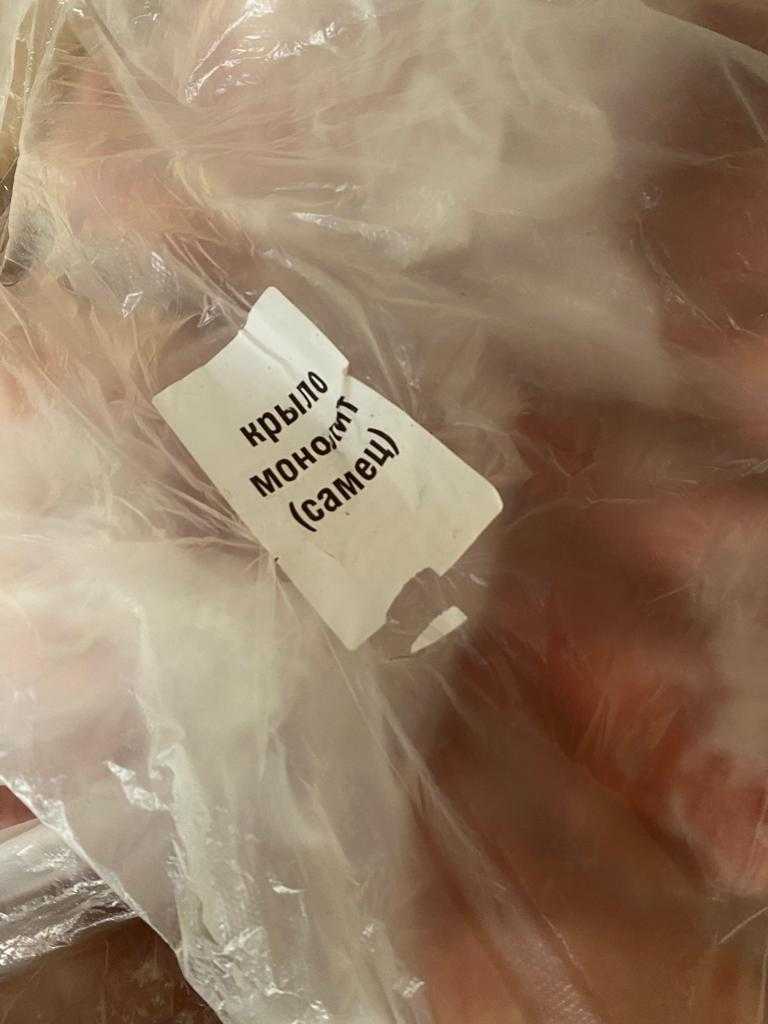 крыло
монолит
(самец)